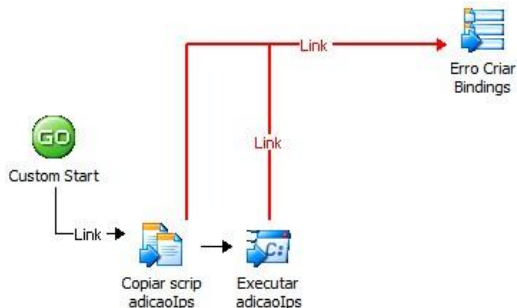 Link
Erro Criar
Bindings
GO
Link
Custom Start
Link
C:
Copiar scrip
adicaoIps
Executar
adicaoIps